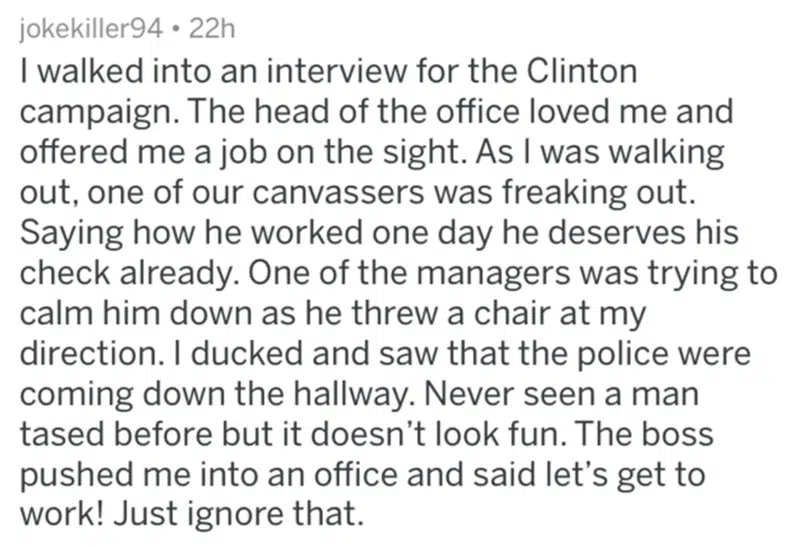 jokekiller94 • 22h
I walked into an interview for the Clinton
campaign. The head of the office loved me and
offered me a job on the sight. As I was walking
out, one of our canvassers was freaking out.
Saying how he worked one day he deserves his
check already. One of the managers was trying to
calm him down as he threw a chair at my
direction. I ducked and saw that the police were
coming down the hallway. Never seen a man
tased before but it doesn’t look fun. The boss
pushed me into an office and said let’s get to
work! Just ignore that.